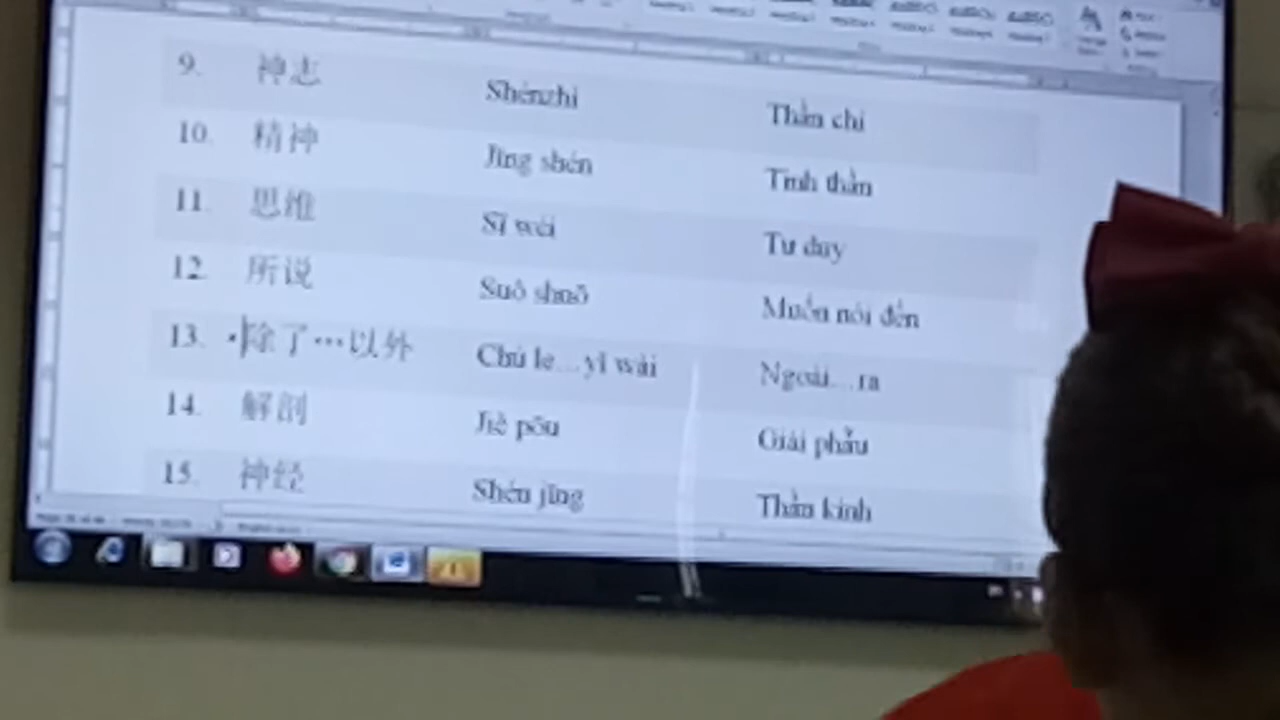 9. 神志 Shénzhì Thần chí
10. 精神 Jīng shén Tinh thần
11. 思维 Sī wéi Tư duy
12 所说 Suǒ shuō Muốn nói đến
13. 除了…以外 Chú le...yǐ wài Ngoài...ra
14. 解剖 Jiě pōu Giải phẫu
15. 神经 Shén jīng Thần kinh